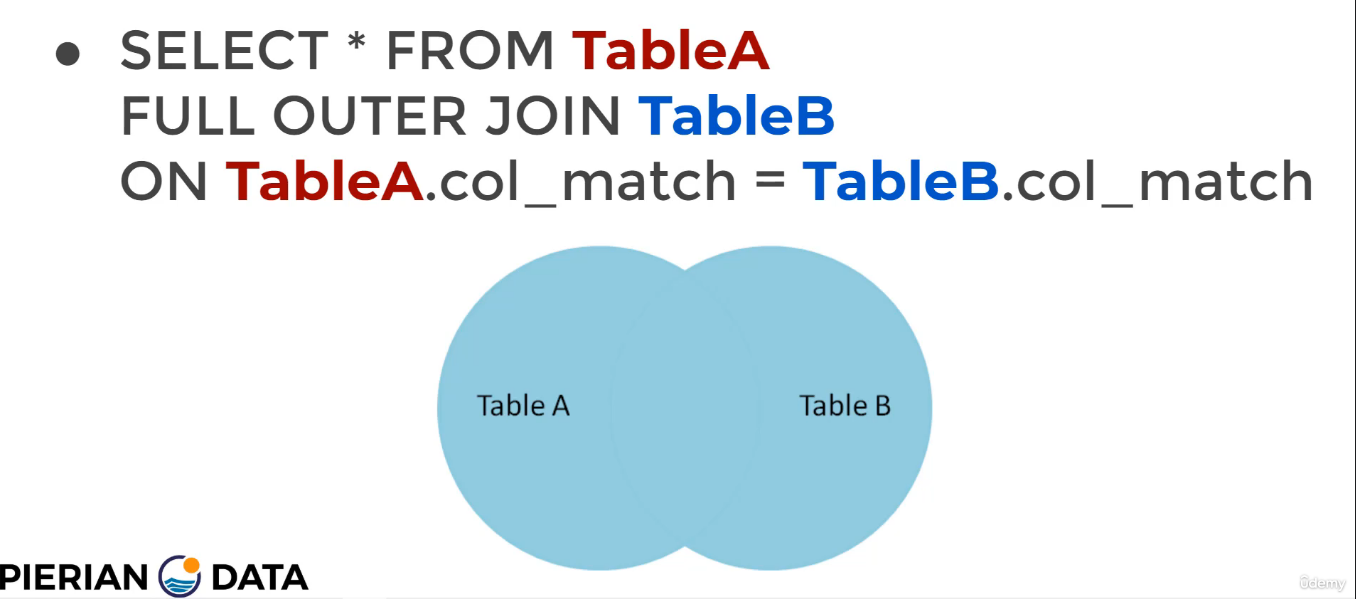 ● SELECT * FROM TableA
FULL OUTER JOIN TableB
ON TableA.col_match = TableB.col_match
Table A
Table B
PIERIAN DATA
ûdemy